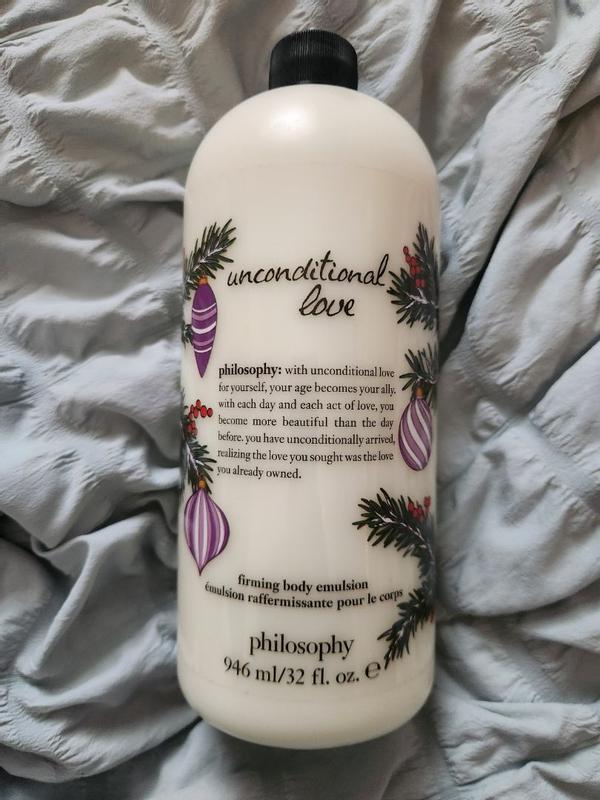 unconditional
love
philosophy: with unconditional love
for yourself, your age becomes your ally.
with each day and each act of love, you
become more beautiful than the day
before. you have unconditionally arrived,
realizing the love you sought was the love
you already owned.
firming body emulsion
émulsion raffermissante pour le corps
philosophy
946 ml/32 fl. oz. ℮